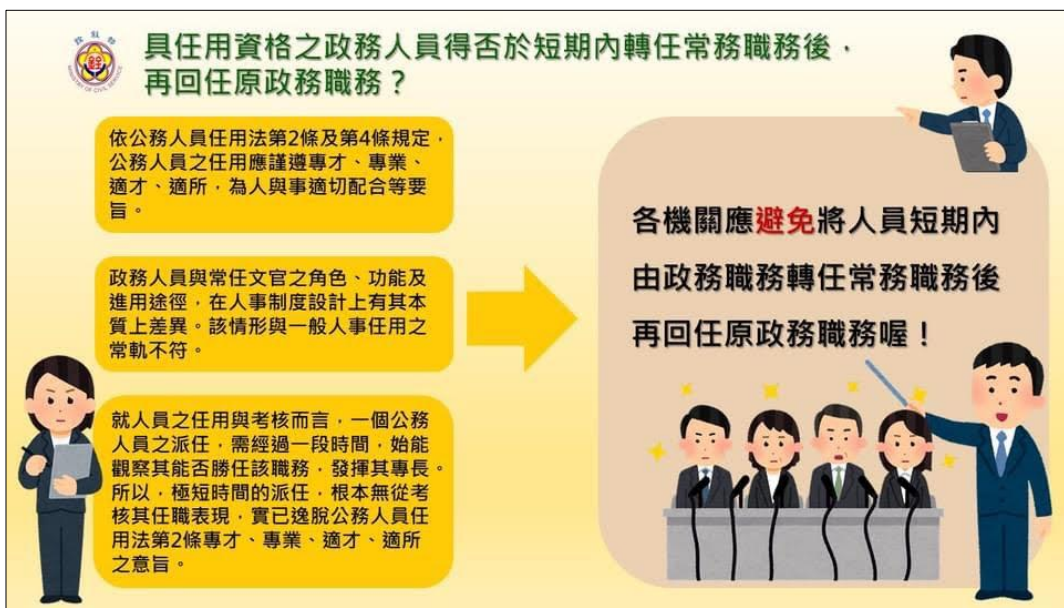 具任用資格之政務人員得否於短期內轉任常務職務後，
再回任原政務職務？
依公務人員任用法第2條及第4條規定，
公務人員之任用應謹遵專才、專業、
適才、適所，為人與事適切配合等要
旨。
政務人員與常任文官之角色、功能及
進用途徑，在人事制度設計上有其本
質上差異。該情形與一般人事任用之
常軌不符。
就人員之任用與考核而言，一個公務
人員之派任，需經過一段時間，始能
觀察其能否勝任該職務，發揮其專長。
所以，極短時間的派任，根本無從考
核其任職表現，實已逸脫公務人員任
用法第2條專才、專業、適才、適所
之意旨。
各機關應避免將人員短期內
由政務職務轉任常務職務後
再回任原政務職務喔！
銓敘部
MINISTRY OF CIVIL SERVICE